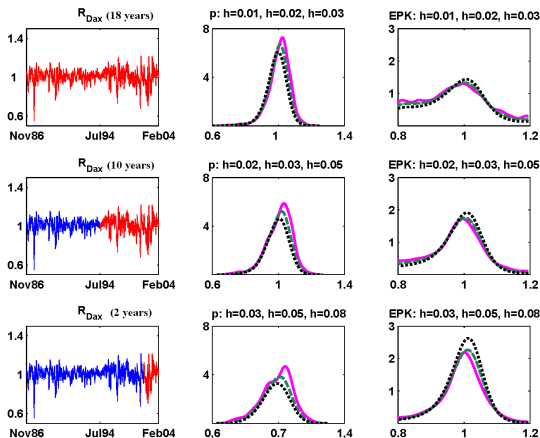 R_Dax (18 years)
p: h=0.01, h=0.02, h=0.03
EPK: h=0.01, h=0.02, h=0.03
1.4
1
0.6
Nov86 Jul94 Feb04
8
4
0.6 1 1.4
3
2
1
0.8 1 1.2
R_Dax (10 years)
p: h=0.02, h=0.03, h=0.05
EPK: h=0.02, h=0.03, h=0.05
1.4
1
0.6
Nov86 Jul94 Feb04
8
4
0.6 1 1.4
3
2
1
0.8 1 1.2
R_Dax (2 years)
p: h=0.03, h=0.05, h=0.08
EPK: h=0.03, h=0.05, h=0.08
1.4
1
0.6
Nov86 Jul94 Feb04
8
4
0.6 0.7 1.4
3
2
1
0.8 1 1.2